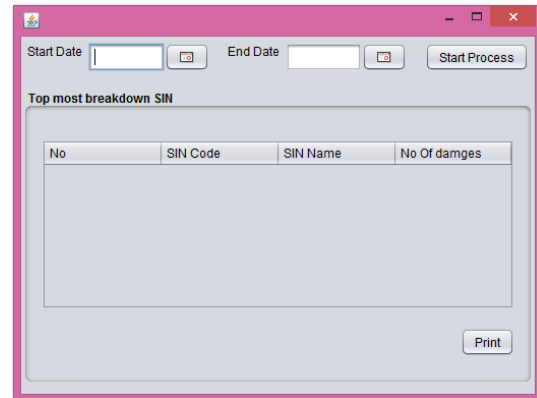 Start Date End Date Start Process
Top most breakdown SIN
No SIN Code SIN Name No Of damges
Print